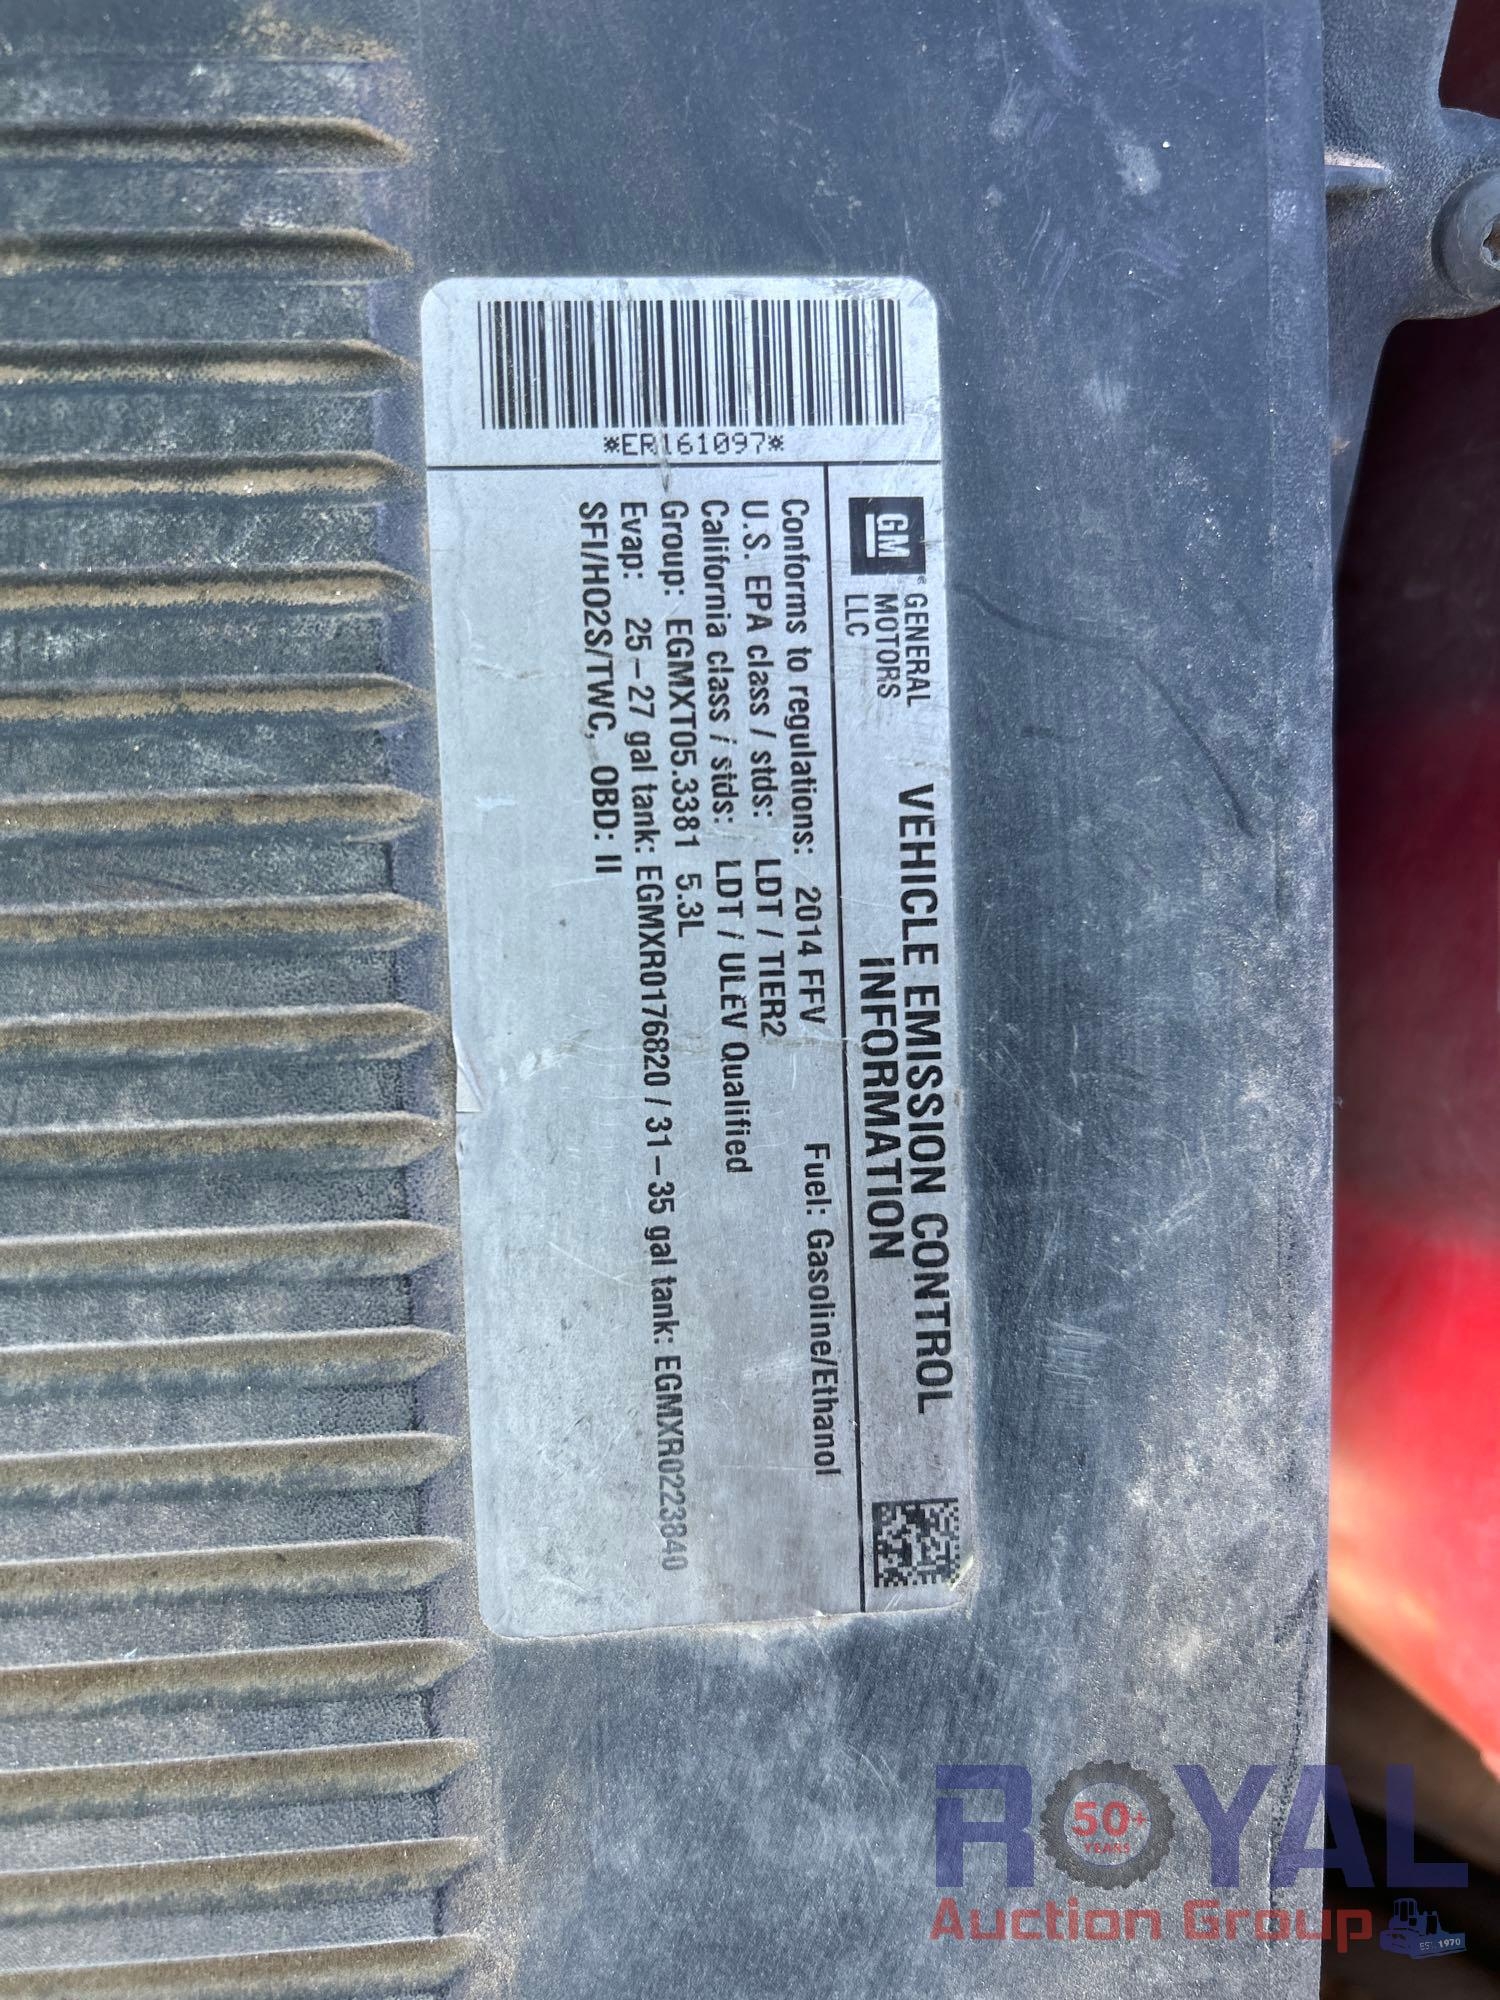 *ER161097*
GM
GENERAL
MOTORS
LLC
VEHICLE EMISSION CONTROL
INFORMATION
Conforms to regulations: 2014 FFV Fuel: Gasoline/Ethanol
U.S. EPA class / stds: LDT / TIER2
California class / stds: LDT / ULEV Qualified
Group: EGMXT05.3381 5.3L
Evap: 25-27 gal tank: EGMXR0176820 / 31-35 gal tank: EGMXR0223840
SFI/HO2S/TWC, OBD: II
ROYAL
50+
YEARS
Auction Group
EST. 1970